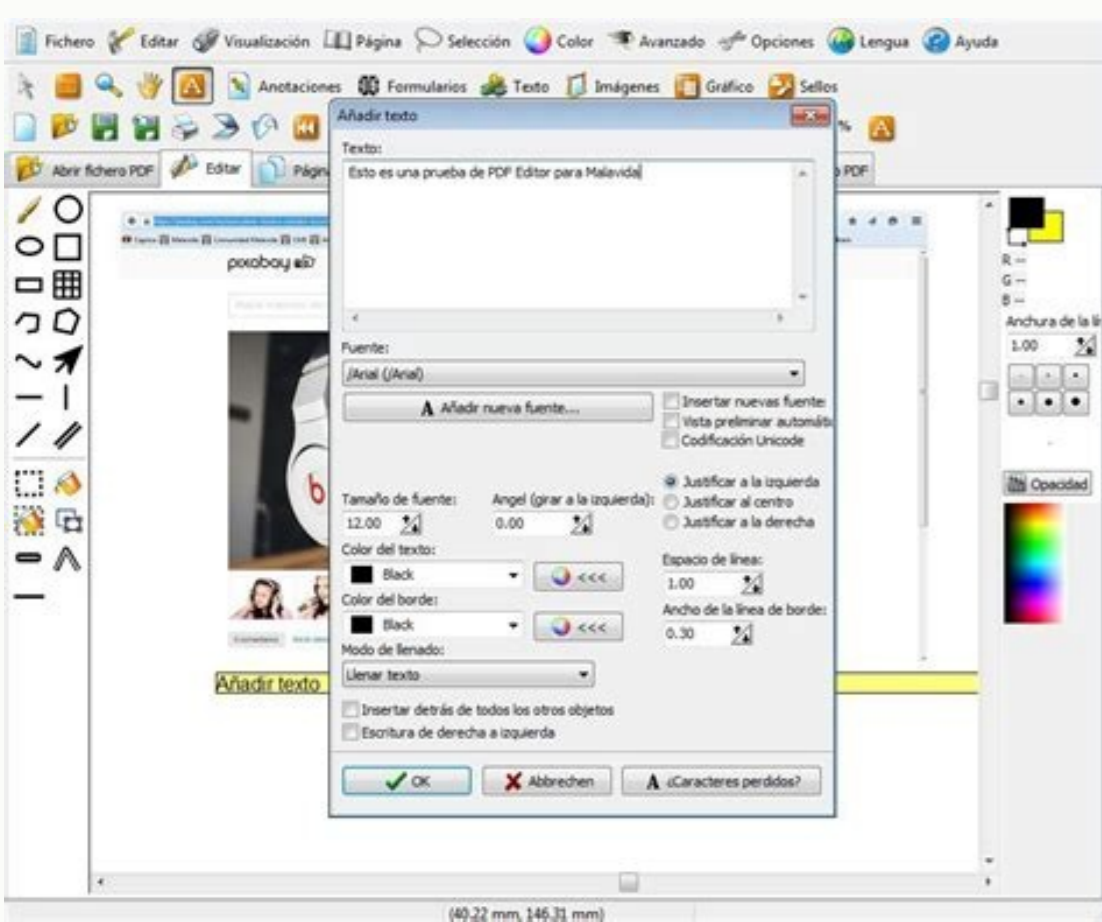 Fichero Editar Visualización Página Selección Color Avanzado Opciones Lengua Ayuda
Anotaciones Formularios Texto Imágenes Gráfico Sellos
%
Abrir fichero PDF Editar PDF
Añadir texto
Texto:
Esto es una prueba de PDF Editor para Malavida
pixabay
R --
G --
B --
Anchura de la lí
1.00
Fuente:
/Arial (/Arial)
A Añadir nueva fuente...
Insertar nuevas fuente
Vista preliminar automáti
Codificación Unicode
b
Tamaño de fuente:
12.00
Angel (girar a la izquierda):
0.00
Justificar a la izquierda
Justificar al centro
Justificar a la derecha
Opacidad
Color del texto:
Black
<<<
Espacio de línea:
1.00
Color del borde:
Black
<<<
Ancho de la línea de borde:
0.30
Modo de llenado:
Llenar texto
Añadir texto
Insertar detrás de todos los otros objetos
Escritura de derecha a izquierda
OK
Abbrechen
A ¿Caracteres perdidos?
(40.22 mm, 146.31 mm)